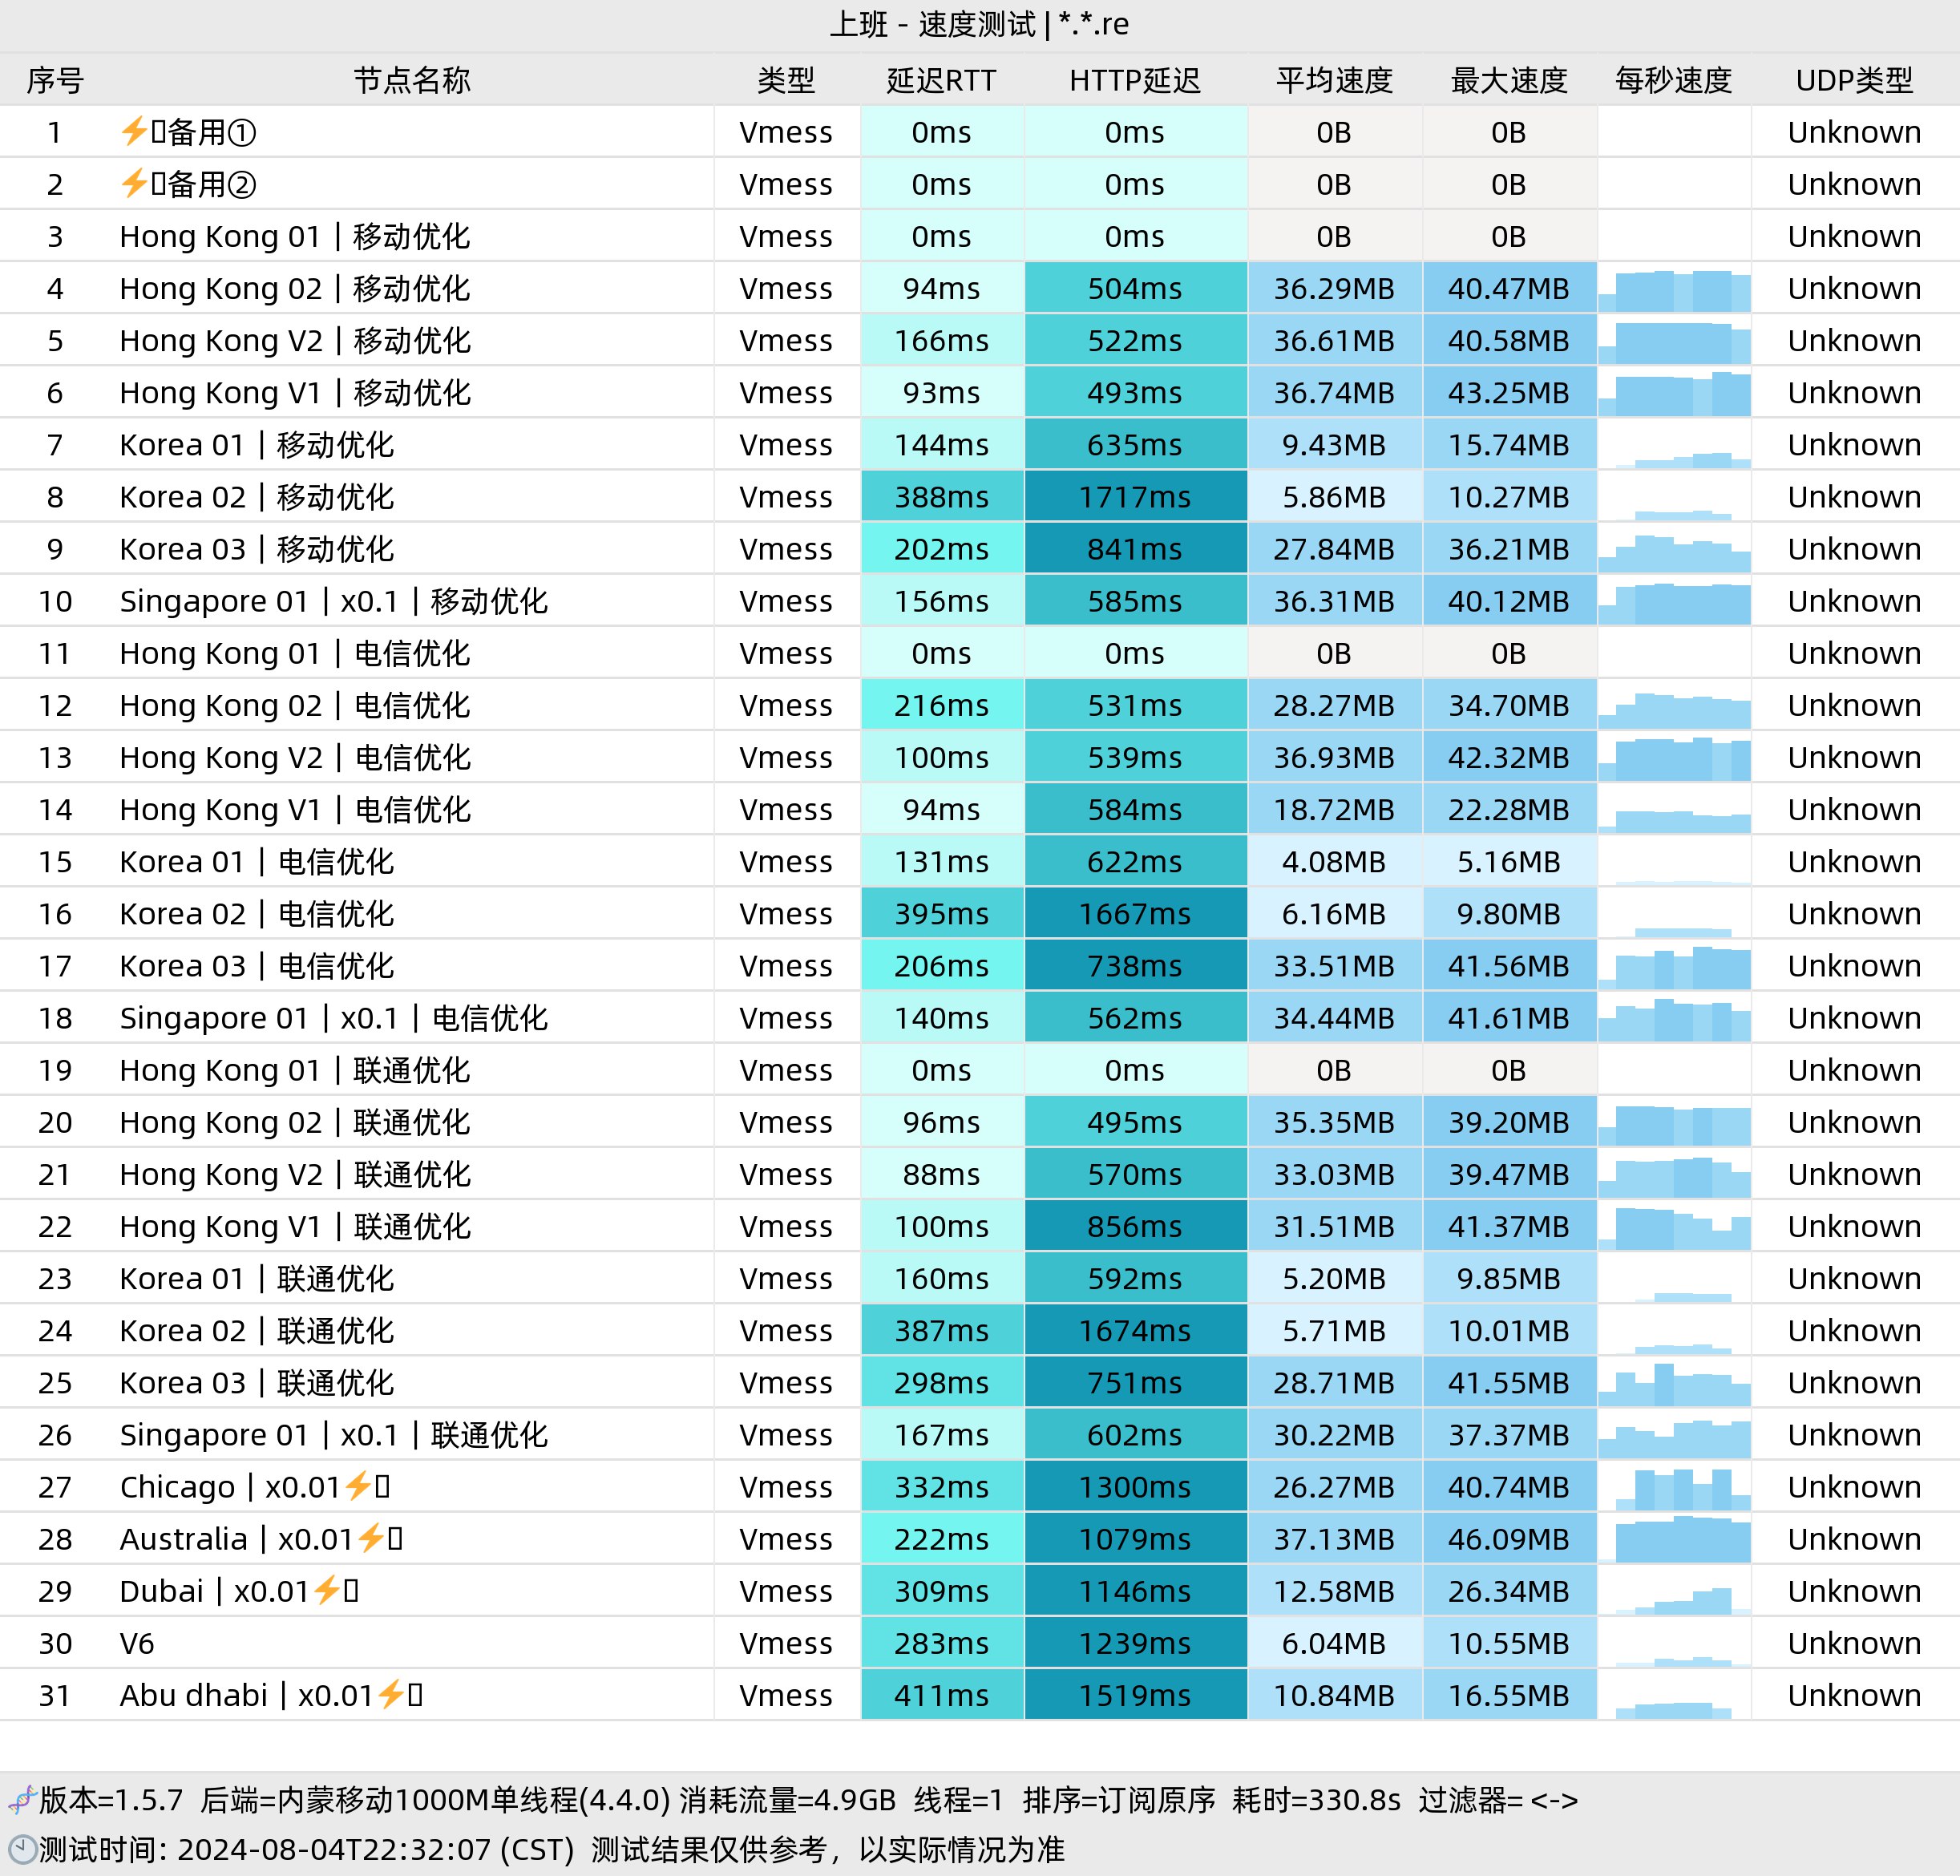 上班 - 速度测试 | *.*.re
序号 节点名称 类型 延迟RTT HTTP延迟 平均速度 最大速度 每秒速度 UDP类型
1 ⚡▯备用① Vmess 0ms 0ms 0B 0B Unknown
2 ⚡▯备用② Vmess 0ms 0ms 0B 0B Unknown
3 Hong Kong 01 | 移动优化 Vmess 0ms 0ms 0B 0B Unknown
4 Hong Kong 02 | 移动优化 Vmess 94ms 504ms 36.29MB 40.47MB Unknown
5 Hong Kong V2 | 移动优化 Vmess 166ms 522ms 36.61MB 40.58MB Unknown
6 Hong Kong V1 | 移动优化 Vmess 93ms 493ms 36.74MB 43.25MB Unknown
7 Korea 01 | 移动优化 Vmess 144ms 635ms 9.43MB 15.74MB Unknown
8 Korea 02 | 移动优化 Vmess 388ms 1717ms 5.86MB 10.27MB Unknown
9 Korea 03 | 移动优化 Vmess 202ms 841ms 27.84MB 36.21MB Unknown
10 Singapore 01 | x0.1 | 移动优化 Vmess 156ms 585ms 36.31MB 40.12MB Unknown
11 Hong Kong 01 | 电信优化 Vmess 0ms 0ms 0B 0B Unknown
12 Hong Kong 02 | 电信优化 Vmess 216ms 531ms 28.27MB 34.70MB Unknown
13 Hong Kong V2 | 电信优化 Vmess 100ms 539ms 36.93MB 42.32MB Unknown
14 Hong Kong V1 | 电信优化 Vmess 94ms 584ms 18.72MB 22.28MB Unknown
15 Korea 01 | 电信优化 Vmess 131ms 622ms 4.08MB 5.16MB Unknown
16 Korea 02 | 电信优化 Vmess 395ms 1667ms 6.16MB 9.80MB Unknown
17 Korea 03 | 电信优化 Vmess 206ms 738ms 33.51MB 41.56MB Unknown
18 Singapore 01 | x0.1 | 电信优化 Vmess 140ms 562ms 34.44MB 41.61MB Unknown
19 Hong Kong 01 | 联通优化 Vmess 0ms 0ms 0B 0B Unknown
20 Hong Kong 02 | 联通优化 Vmess 96ms 495ms 35.35MB 39.20MB Unknown
21 Hong Kong V2 | 联通优化 Vmess 88ms 570ms 33.03MB 39.47MB Unknown
22 Hong Kong V1 | 联通优化 Vmess 100ms 856ms 31.51MB 41.37MB Unknown
23 Korea 01 | 联通优化 Vmess 160ms 592ms 5.20MB 9.85MB Unknown
24 Korea 02 | 联通优化 Vmess 387ms 1674ms 5.71MB 10.01MB Unknown
25 Korea 03 | 联通优化 Vmess 298ms 751ms 28.71MB 41.55MB Unknown
26 Singapore 01 | x0.1 | 联通优化 Vmess 167ms 602ms 30.22MB 37.37MB Unknown
27 Chicago | x0.01⚡▯ Vmess 332ms 1300ms 26.27MB 40.74MB Unknown
28 Australia | x0.01⚡▯ Vmess 222ms 1079ms 37.13MB 46.09MB Unknown
29 Dubai | x0.01⚡▯ Vmess 309ms 1146ms 12.58MB 26.34MB Unknown
30 V6 Vmess 283ms 1239ms 6.04MB 10.55MB Unknown
31 Abu dhabi | x0.01⚡▯ Vmess 411ms 1519ms 10.84MB 16.55MB Unknown
🧬版本=1.5.7 后端=内蒙移动1000M单线程(4.4.0) 消耗流量=4.9GB 线程=1 排序=订阅原序 耗时=330.8s 过滤器= <->
🕙测试时间: 2024-08-04T22:32:07 (CST) 测试结果仅供参考，以实际情况为准